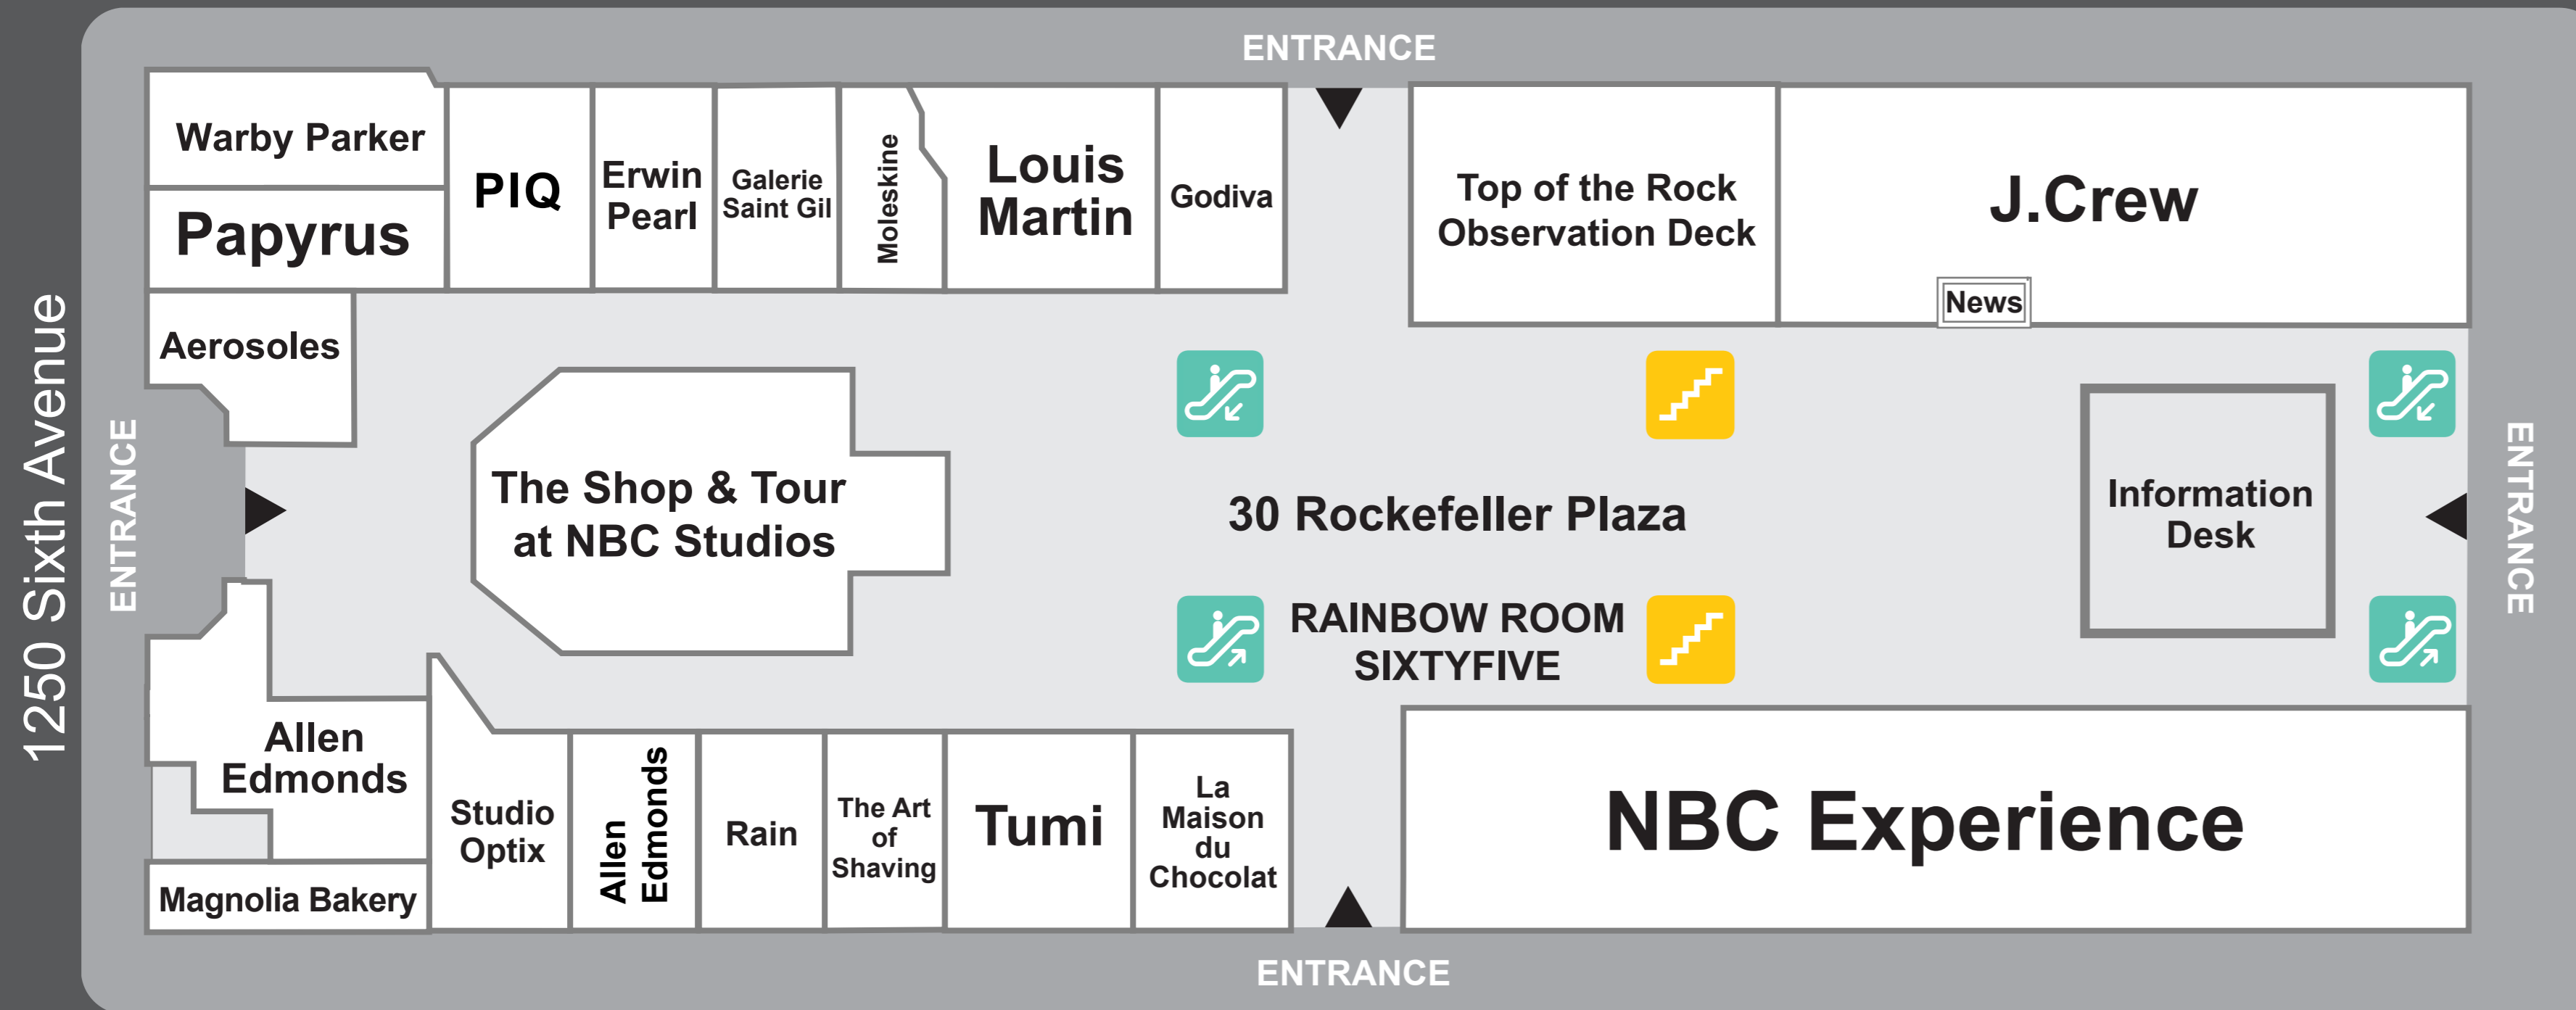 ENTRANCE
1250 Sixth Avenue
ENTRANCE
Warby Parker
Papyrus
Aerosoles
PIQ
Erwin
Pearl
Galerie
Saint Gil
Moleskine
Louis
Martin
Godiva
Top of the Rock
Observation Deck
J.Crew
News
The Shop & Tour
at NBC Studios
30 Rockefeller Plaza
RAINBOW ROOM
SIXTYFIVE
Information
Desk
ENTRANCE
Allen
Edmonds
Magnolia Bakery
Studio
Optix
Allen
Edmonds
Rain
The Art
of
Shaving
Tumi
La
Maison
du
Chocolat
NBC Experience
ENTRANCE